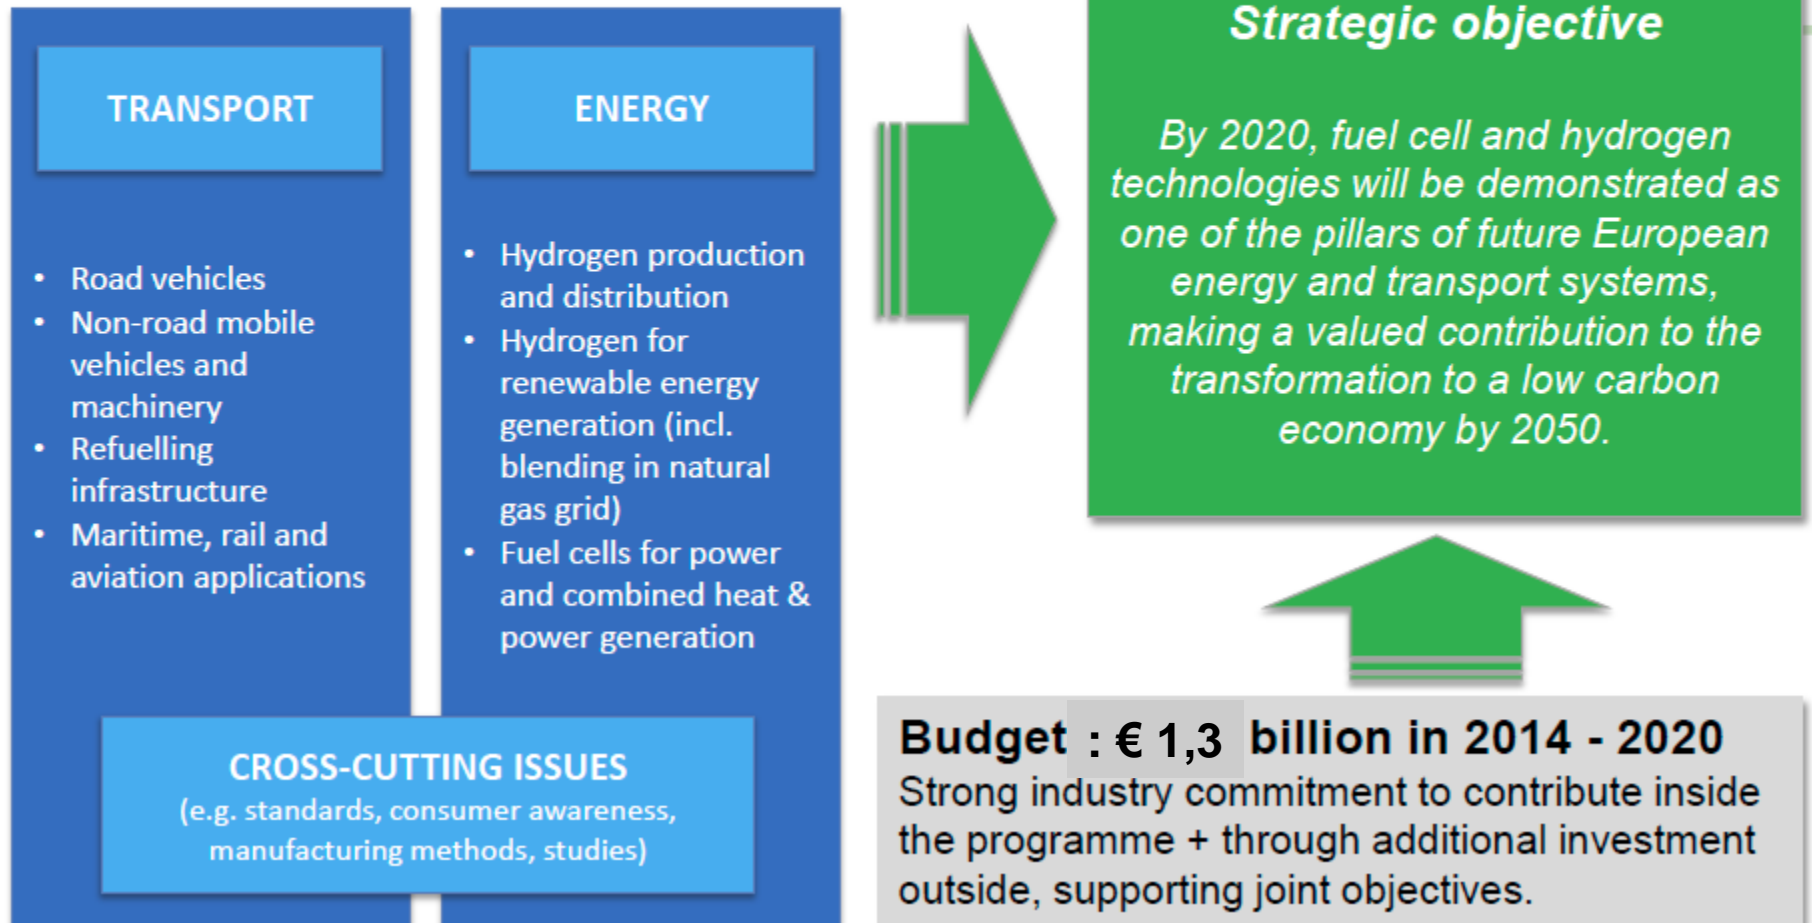 TRANSPORT
• Road vehicles
• Non-road mobile
vehicles and
machinery
• Refuelling
infrastructure
• Maritime, rail and
aviation applications
ENERGY
• Hydrogen production
and distribution
• Hydrogen for
renewable energy
generation (incl.
blending in natural
gas grid)
• Fuel cells for power
and combined heat &
power generation
CROSS-CUTTING ISSUES
(e.g. standards, consumer awareness,
manufacturing methods, studies)
Strategic objective
By 2020, fuel cell and hydrogen
technologies will be demonstrated as
one of the pillars of future European
energy and transport systems,
making a valued contribution to the
transformation to a low carbon
economy by 2050.
Budget : € 1,3 billion in 2014 - 2020
Strong industry commitment to contribute inside
the programme + through additional investment
outside, supporting joint objectives.